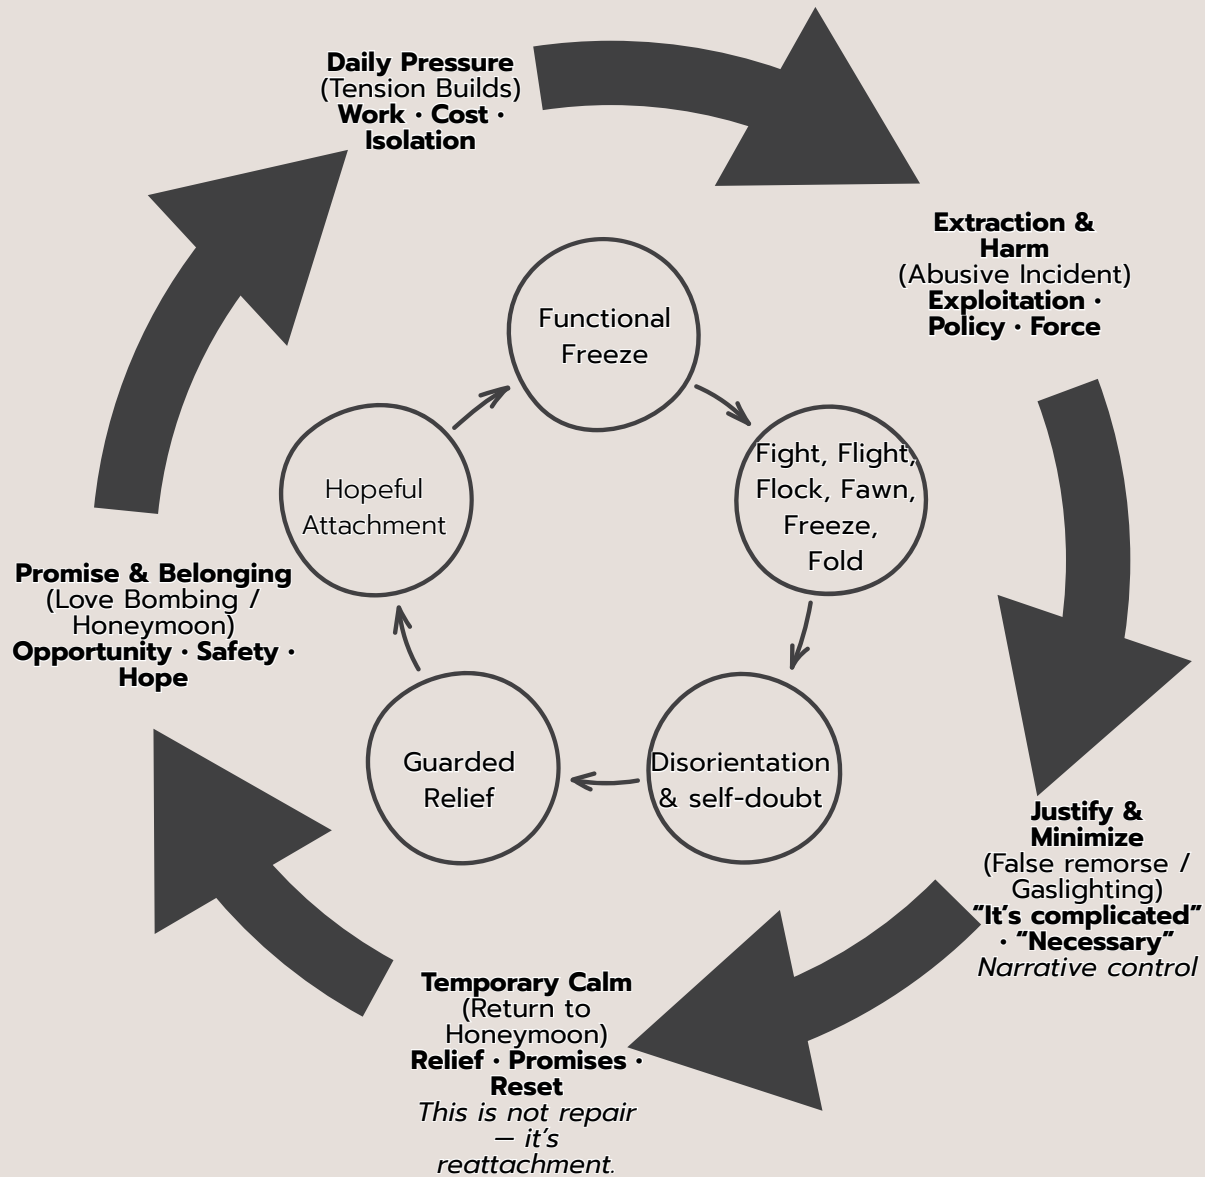 Daily Pressure
(Tension Builds)
Work · Cost ·
Isolation
Extraction &
Harm
(Abusive Incident)
Exploitation ·
Policy · Force
Functional
Freeze
Fight, Flight,
Flock, Fawn,
Freeze,
Fold
Hopeful
Attachment
Promise & Belonging
(Love Bombing /
Honeymoon)
Opportunity · Safety ·
Hope
Guarded
Relief
Disorientation
& self-doubt
Justify &
Minimize
(False remorse /
Gaslighting)
“It’s complicated”
· “Necessary”
Narrative control
Temporary Calm
(Return to
Honeymoon)
Relief · Promises ·
Reset
This is not repair
— it’s
reattachment.